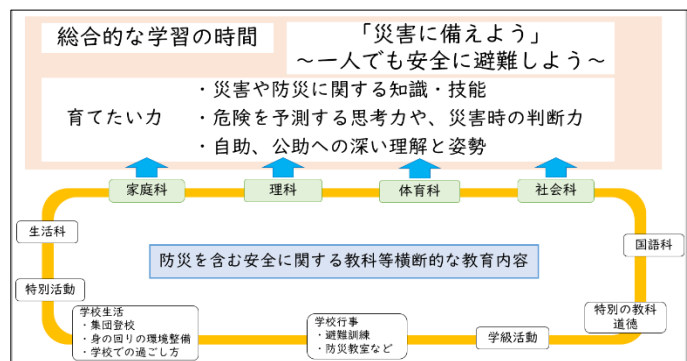 総合的な学習の時間
「災害に備えよう」
~一人でも安全に避難しよう~
育てたい力
・災害や防災に関する知識・技能
・危険を予測する思考力や、災害時の判断力
・自助、公助への深い理解と姿勢
家庭科
理科
体育科
社会科
生活科
国語科
防災を含む安全に関する教科等横断的な教育内容
特別活動
特別の教科
道徳
学校生活
・集団登校
・身の回りの環境整備
・学校での過ごし方
学校行事
・避難訓練
・防災教室など
学級活動